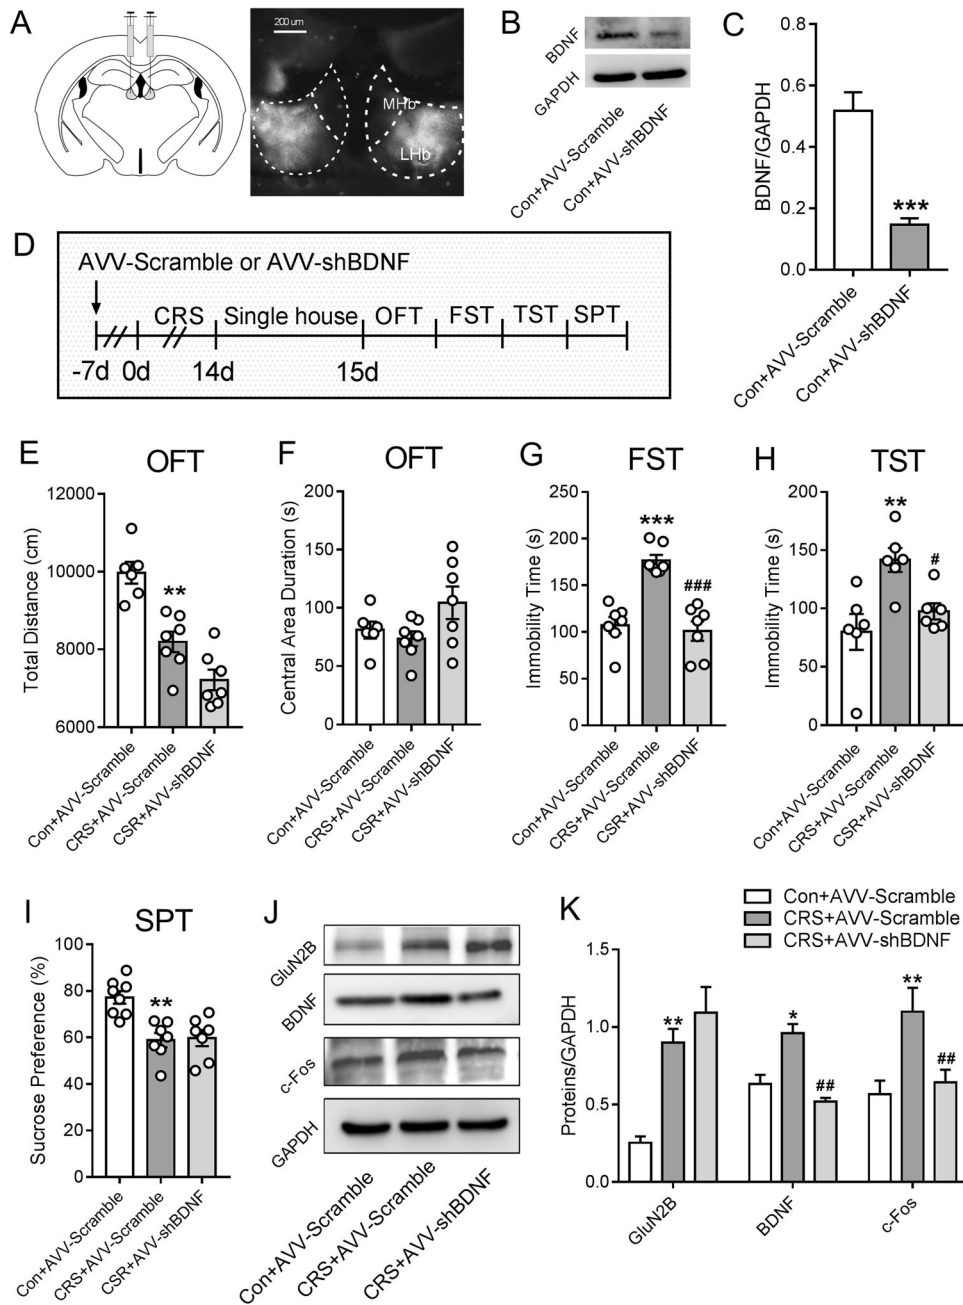 A
200 um
MHb
LHb
B
BDNF
GAPDH
Con+AVV-Scramble
Con+AVV-shBDNF
C
BDNF/GAPDH
0.8
0.6
0.4
0.2
0.0
***
Con+AVV-Scramble
Con+AVV-shBDNF
D
AVV-Scramble or AVV-shBDNF
CRS Single house OFT FST TST SPT
-7d 0d 14d 15d
E
OFT
Total Distance (cm)
12000
10000
8000
6000
**
Con+AVV-Scramble
CRS+AVV-Scramble
CSR+AVV-shBDNF
F
OFT
Central Area Duration (s)
200
150
100
50
0
Con+AVV-Scramble
CRS+AVV-Scramble
CSR+AVV-shBDNF
G
FST
Immobility Time (s)
250
200
150
100
50
0
***
###
Con+AVV-Scramble
CRS+AVV-Scramble
CSR+AVV-shBDNF
H
TST
Immobility Time (s)
200
150
100
50
0
**
#
Con+AVV-Scramble
CRS+AVV-Scramble
CSR+AVV-shBDNF
I
SPT
Sucrose Preference (%)
100
80
60
40
20
0
**
Con+AVV-Scramble
CRS+AVV-Scramble
CSR+AVV-shBDNF
J
GluN2B
BDNF
c-Fos
GAPDH
Con+AVV-Scramble
CRS+AVV-Scramble
CRS+AVV-shBDNF
K
Con+AVV-Scramble
CRS+AVV-Scramble
CRS+AVV-shBDNF
Proteins/GAPDH
1.5
1.0
0.5
0.0
**
*
##
**
##
GluN2B
BDNF
c-Fos